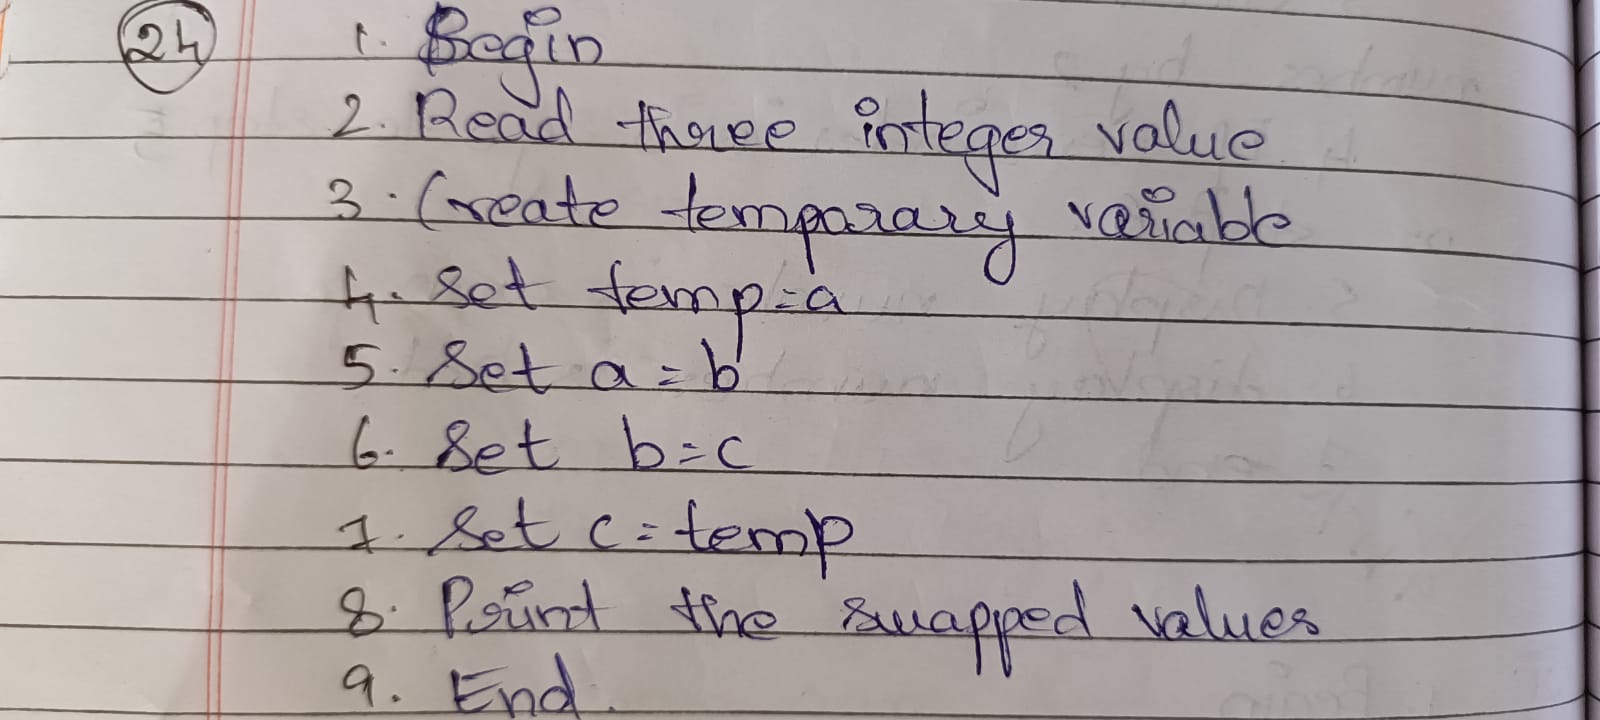 24
1. Begin
2. Read three integer value
3. Create temparary variable
4. Set temp=a
5. Set a=b
6. Set b=c
7. Set c=temp
8. Print the swapped values
9. End.